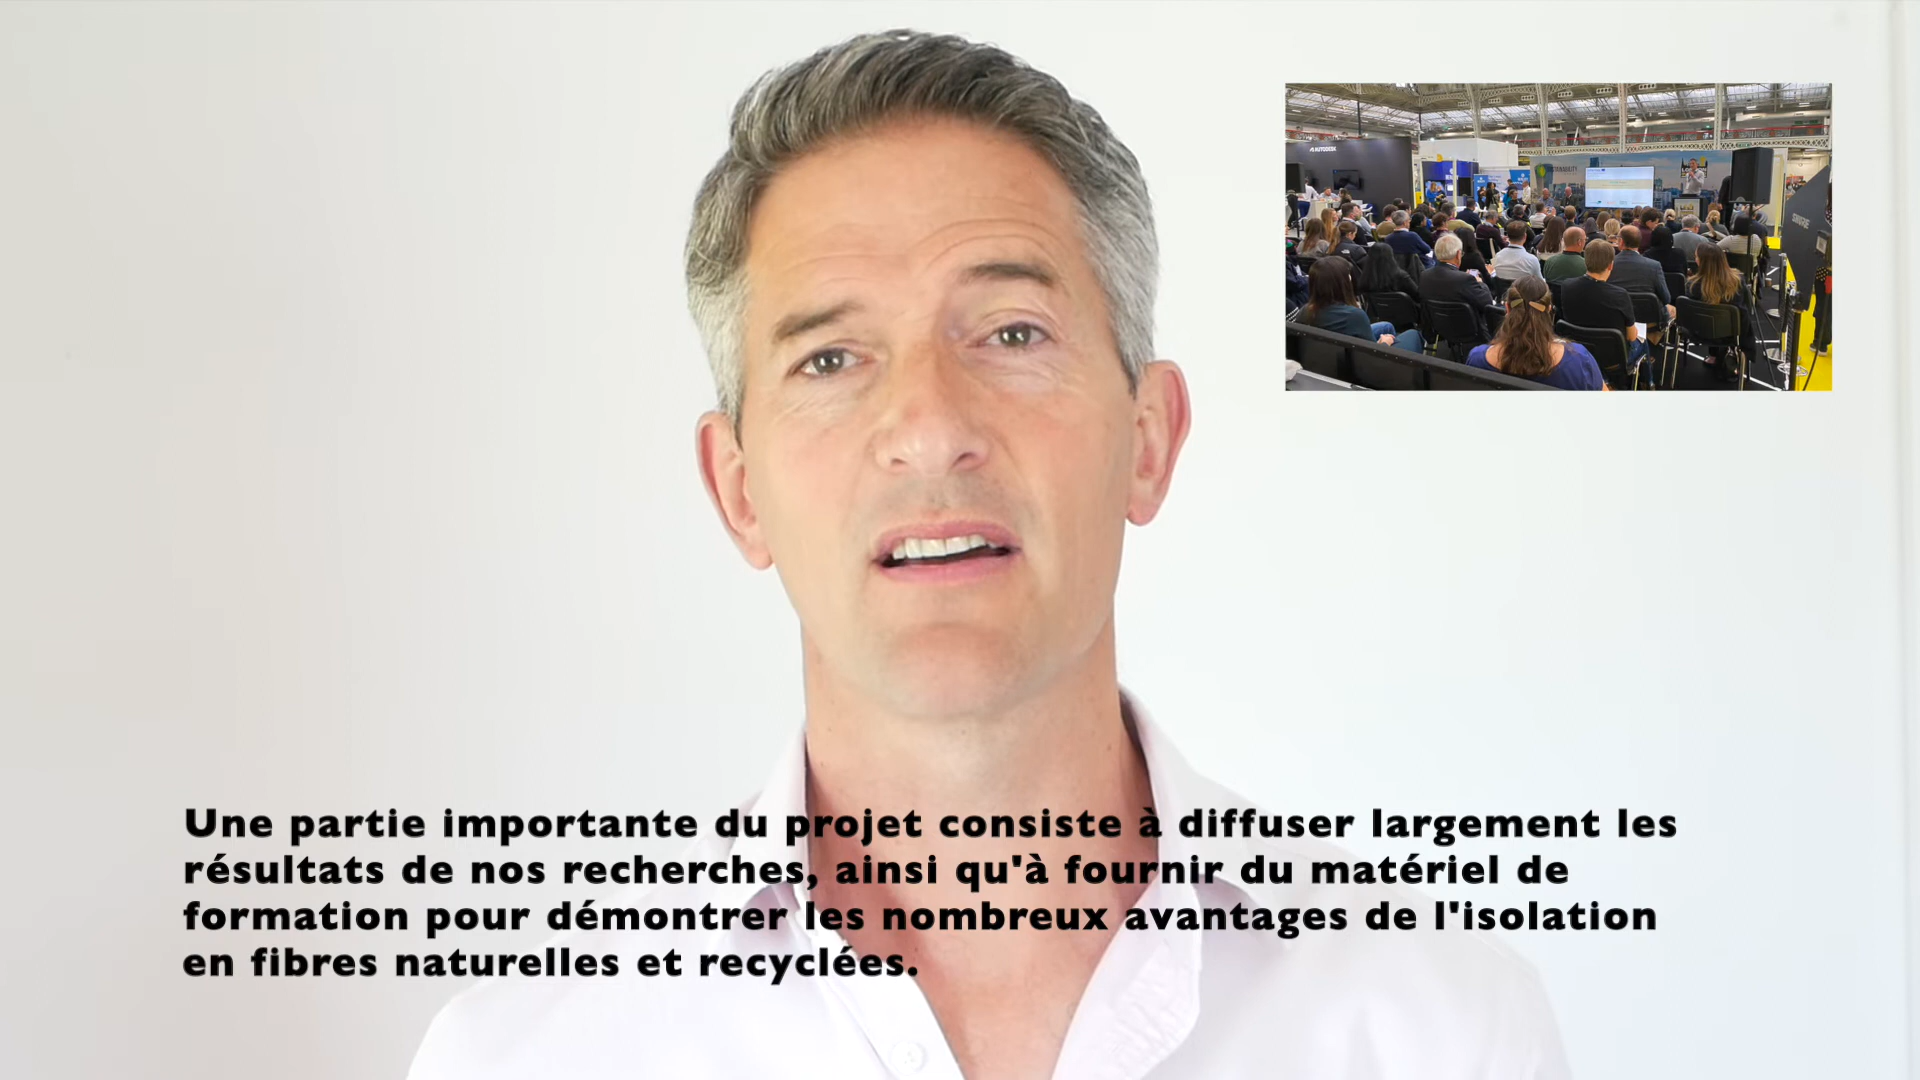 AUTODESK
Une partie importante du projet consiste à diffuser largement les
résultats de nos recherches, ainsi qu'à fournir du matériel de
formation pour démontrer les nombreux avantages de l'isolation
en fibres naturelles et recyclées.